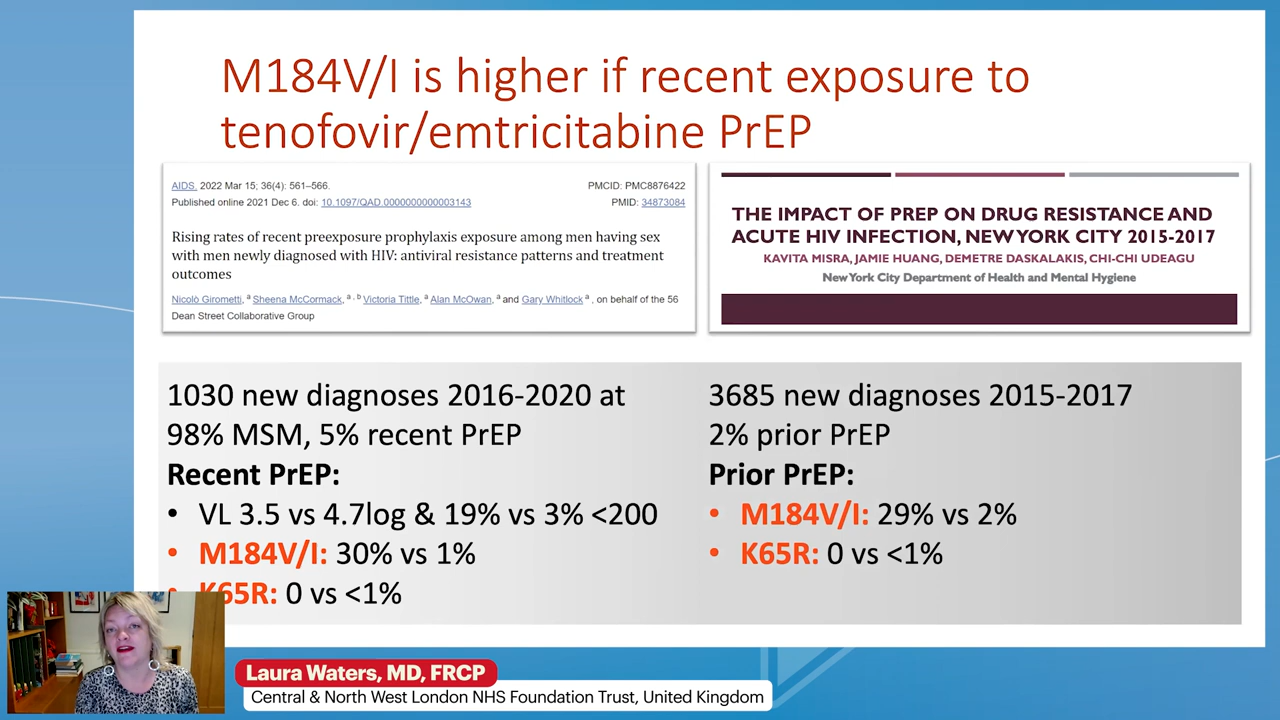 M184V/I is higher if recent exposure to
tenofovir/emtricitabine PrEP
AIDS. 2022 Mar 15; 36(4): 561–566.
PMCID: PMC8876422
Published online 2021 Dec 6. doi: 10.1097/QAD.0000000000003143
PMID: 34873084
Rising rates of recent preexposure prophylaxis exposure among men having sex
with men newly diagnosed with HIV: antiviral resistance patterns and treatment
outcomes
Nicolò Girometti, a Sheena McCormack, a, b Victoria Tittle, a Alan McOwan, a and Gary Whitlock a, on behalf of the 56
Dean Street Collaborative Group
THE IMPACT OF PREP ON DRUG RESISTANCE AND
ACUTE HIV INFECTION, NEW YORK CITY 2015-2017
KAVITA MISRA, JAMIE HUANG, DEMETRE DASKALAKIS, CHI-CHI UDEAGU
New York City Department of Health and Mental Hygiene
1030 new diagnoses 2016-2020 at
98% MSM, 5% recent PrEP
Recent PrEP:
• VL 3.5 vs 4.7log & 19% vs 3% <200
• M184V/I: 30% vs 1%
• K65R: 0 vs <1%
3685 new diagnoses 2015-2017
2% prior PrEP
Prior PrEP:
• M184V/I: 29% vs 2%
• K65R: 0 vs <1%
Laura Waters, MD, FRCP
Central & North West London NHS Foundation Trust, United Kingdom